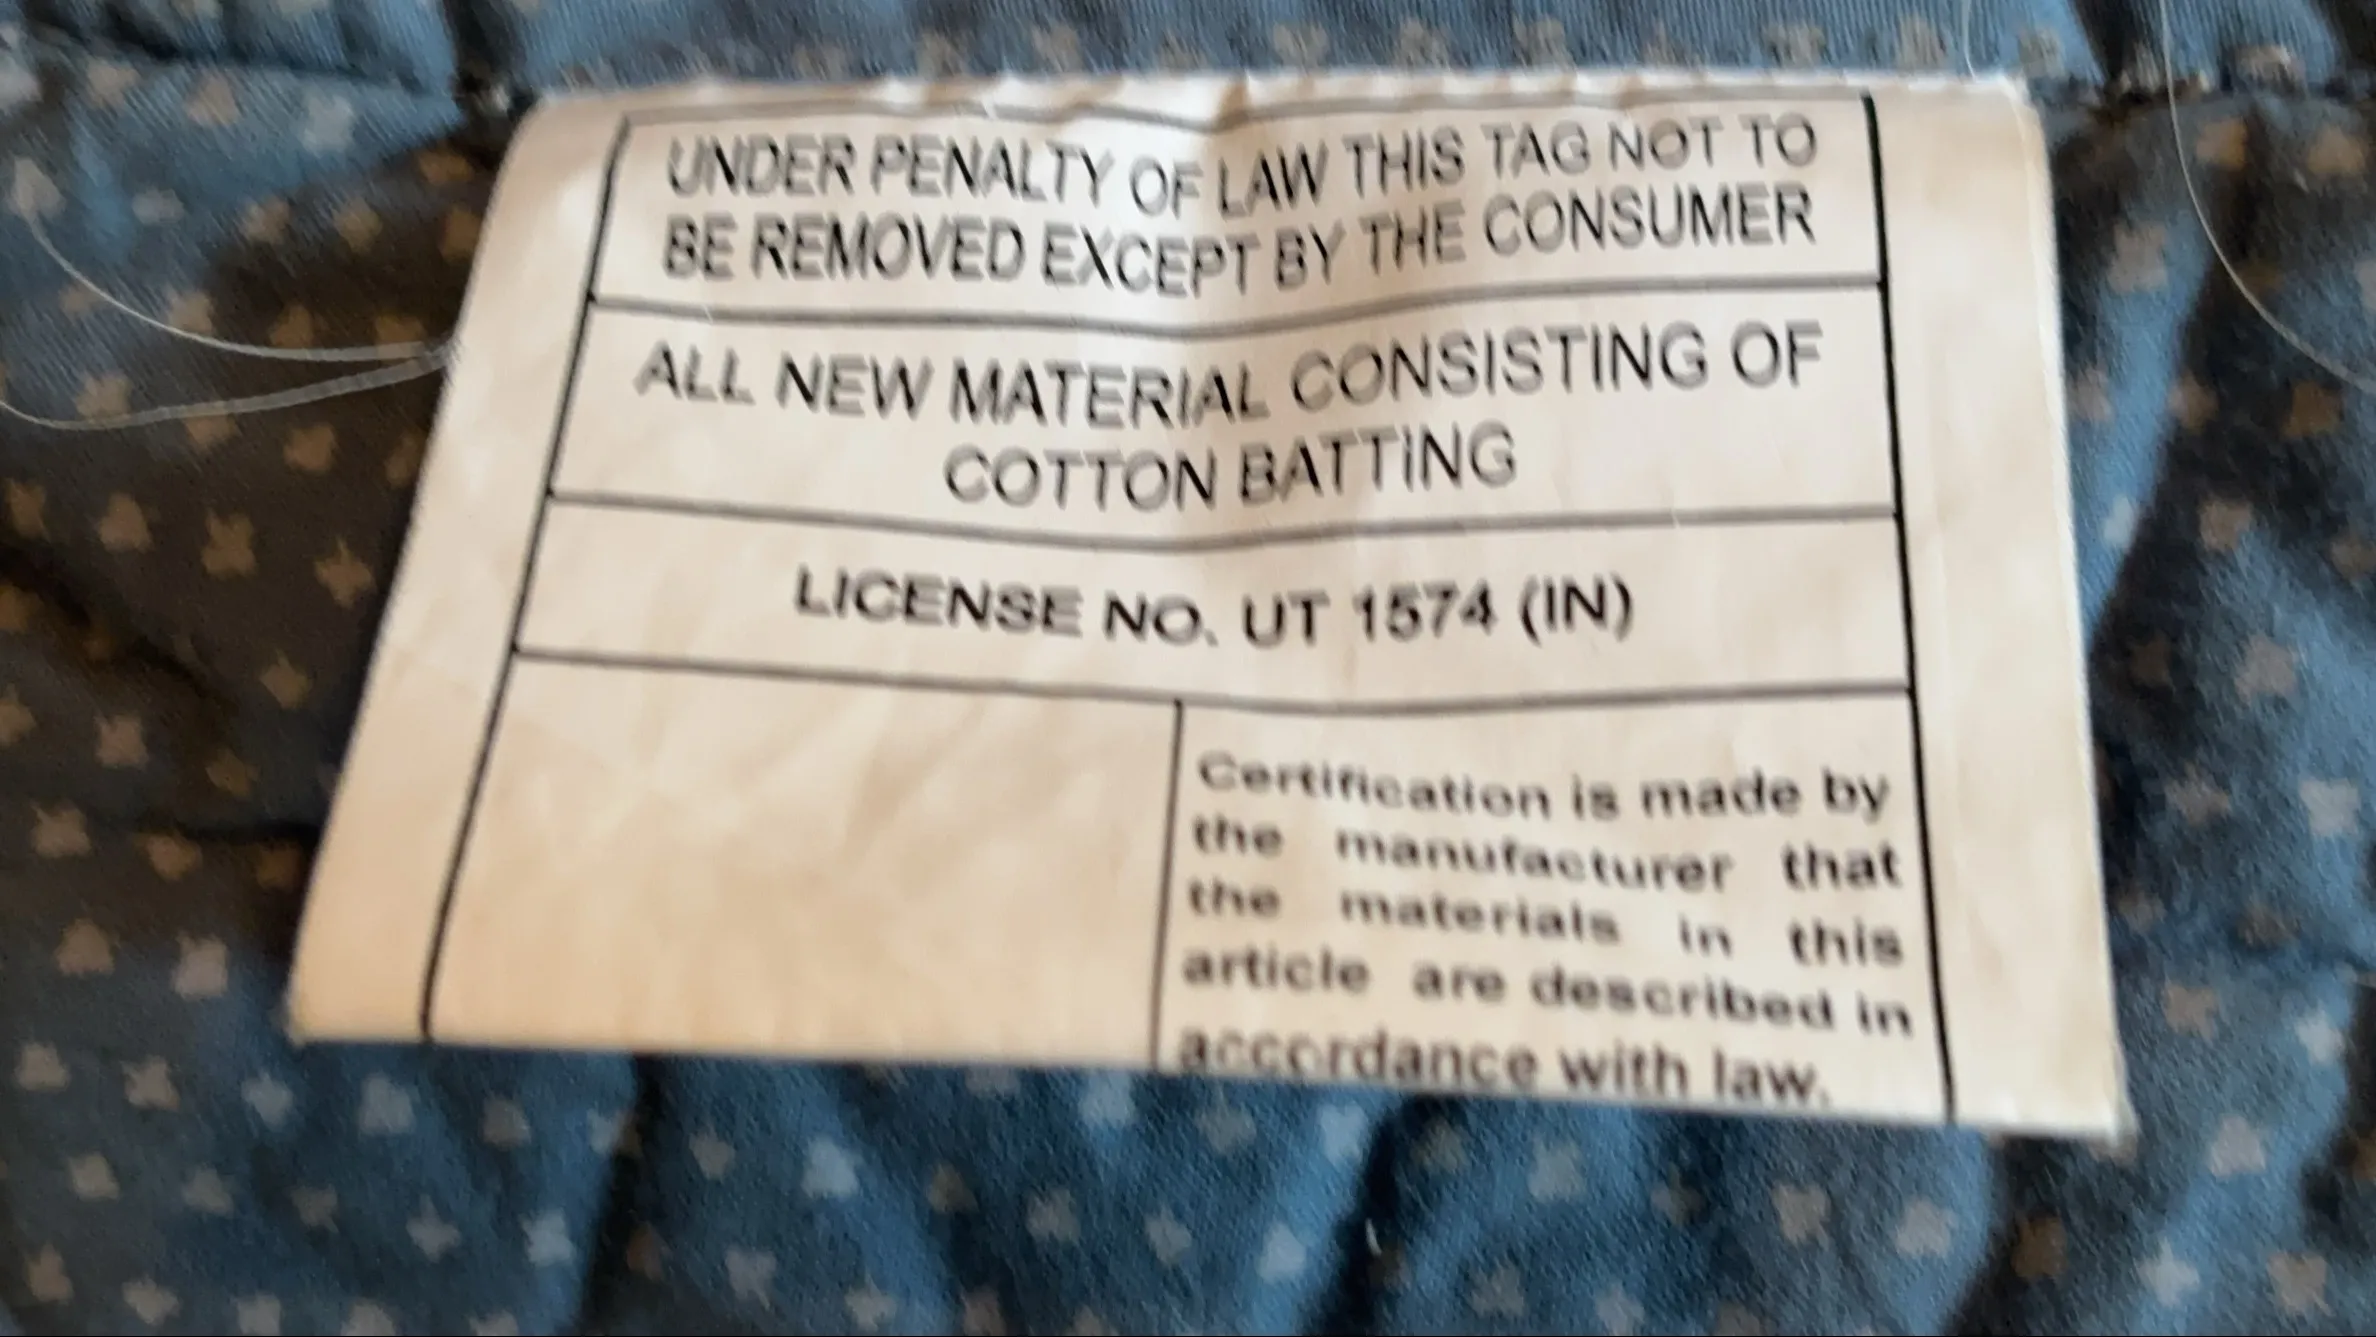 UNDER PENALTY OF LAW THIS TAG NOT TO
BE REMOVED EXCEPT BY THE CONSUMER
ALL NEW MATERIAL CONSISTING OF
COTTON BATTING
LICENSE NO. UT 1574 (IN)
Certification is made by
the manufacturer that
the materials in this
article are described in
accordance with law.